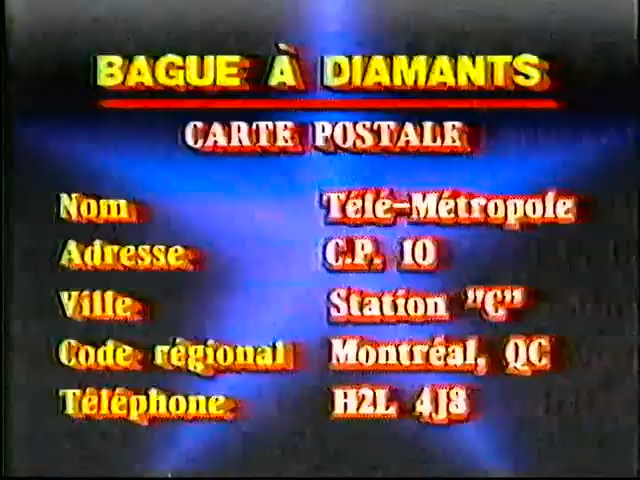 BAGUE À DIAMANTS
CARTE POSTALE
Nom Télé-Métropole
Adresse C.P. 10
Ville Station "C"
Code régional Montréal, QC
Téléphone H2L 4J8